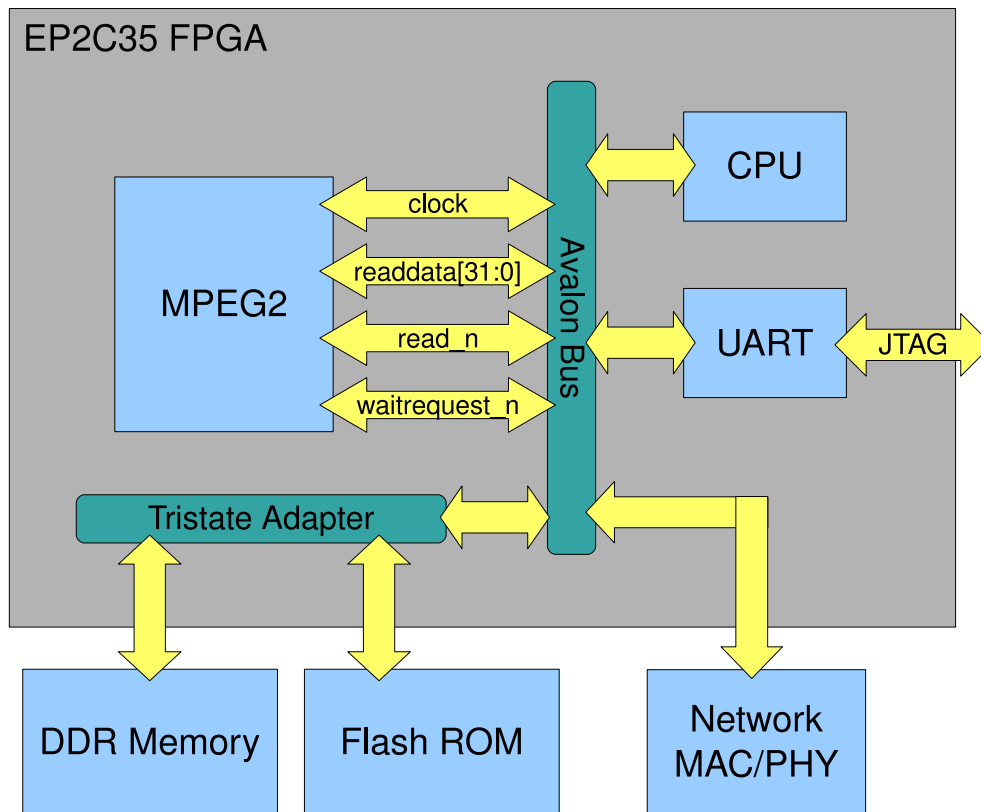 EP2C35 FPGA
CPU
MPEG2
clock
readdata[31:0]
read_n
waitrequest_n
Avalon Bus
UART
JTAG
Tristate Adapter
DDR Memory
Flash ROM
Network
MAC/PHY